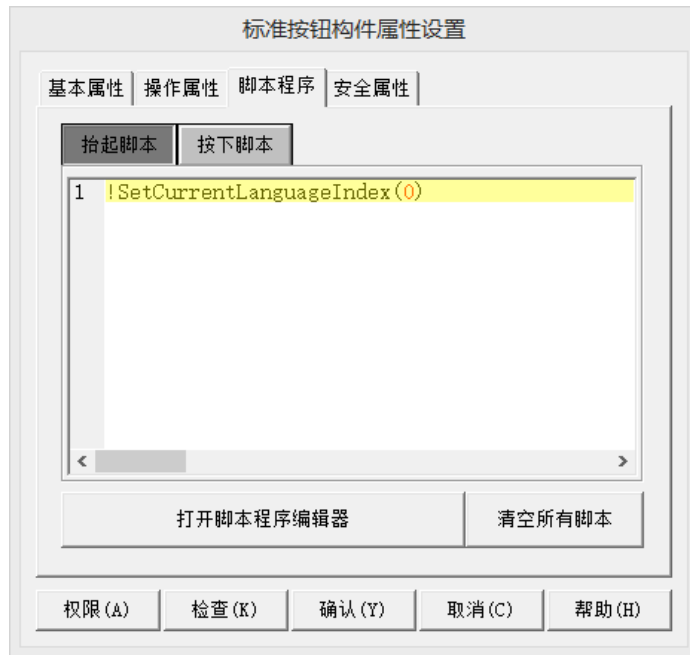 标准按钮构件属性设置
基本属性 操作属性 脚本程序 安全属性
抬起脚本 按下脚本
1 !SetCurrentLanguageIndex(0)
打开脚本程序编辑器 清空所有脚本
权限(A) 检查(K) 确认(Y) 取消(C) 帮助(H)